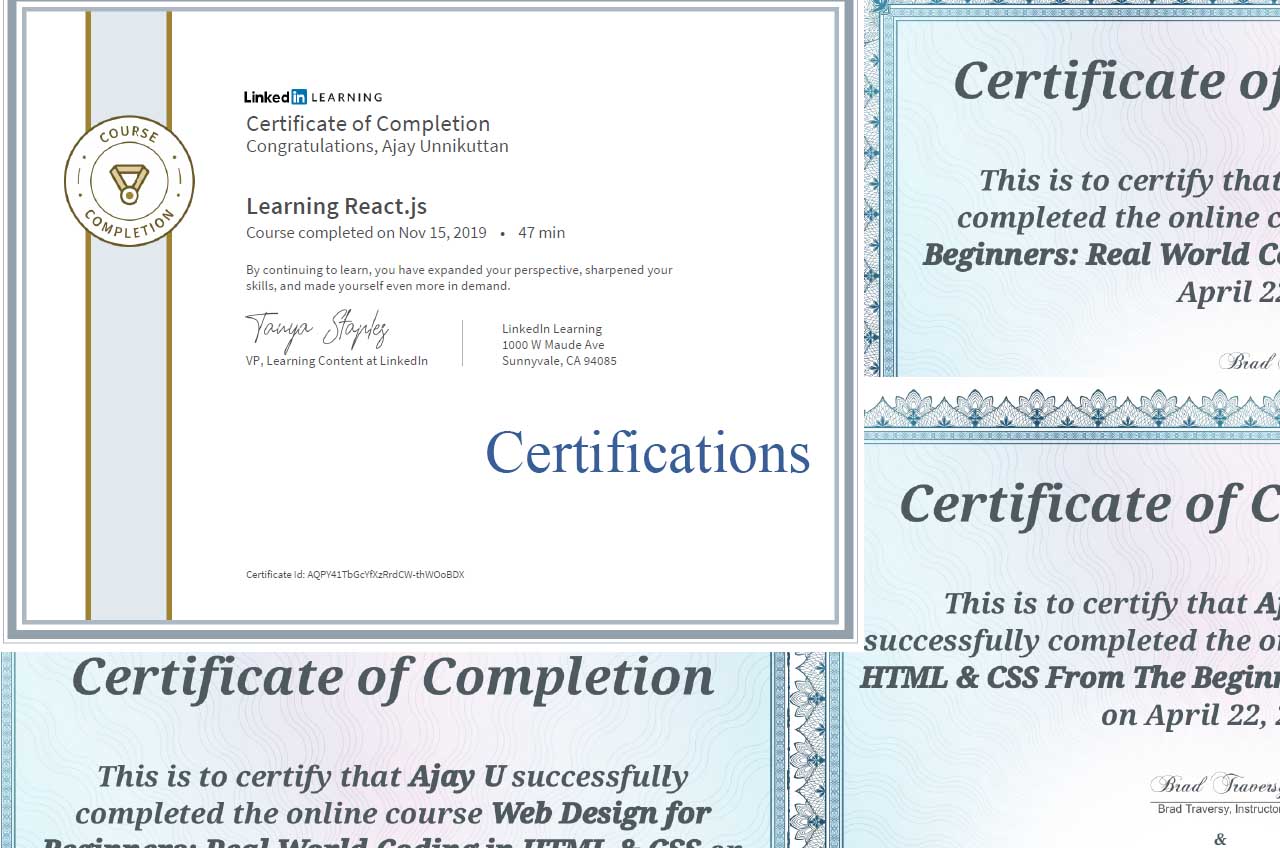 LinkedIn LEARNING
Certificate of Completion
Congratulations, Ajay Unnikuttan
COURSE
COMPLETION
Learning React.js
Course completed on Nov 15, 2019 • 47 min
By continuing to learn, you have expanded your perspective, sharpened your
skills, and made yourself even more in demand.
Tanya Staples
VP, Learning Content at LinkedIn
LinkedIn Learning
1000 W Maude Ave
Sunnyvale, CA 94085
Certifications
Certificate Id: AQPY41TbGcYfXzRrdCW-thWOoBDX
Certificate of
This is to certify that
completed the online c
Beginners: Real World Co
April 22
Brad
Certificate of C
This is to certify that Aj
successfully completed the on
HTML & CSS From The Beginn
on April 22, 2
Brad Traversy
Brad Traversy, Instructor
&
Certificate of Completion
This is to certify that Ajay U successfully
completed the online course Web Design for
Beginners: Real World Coding in HTML & CSS on